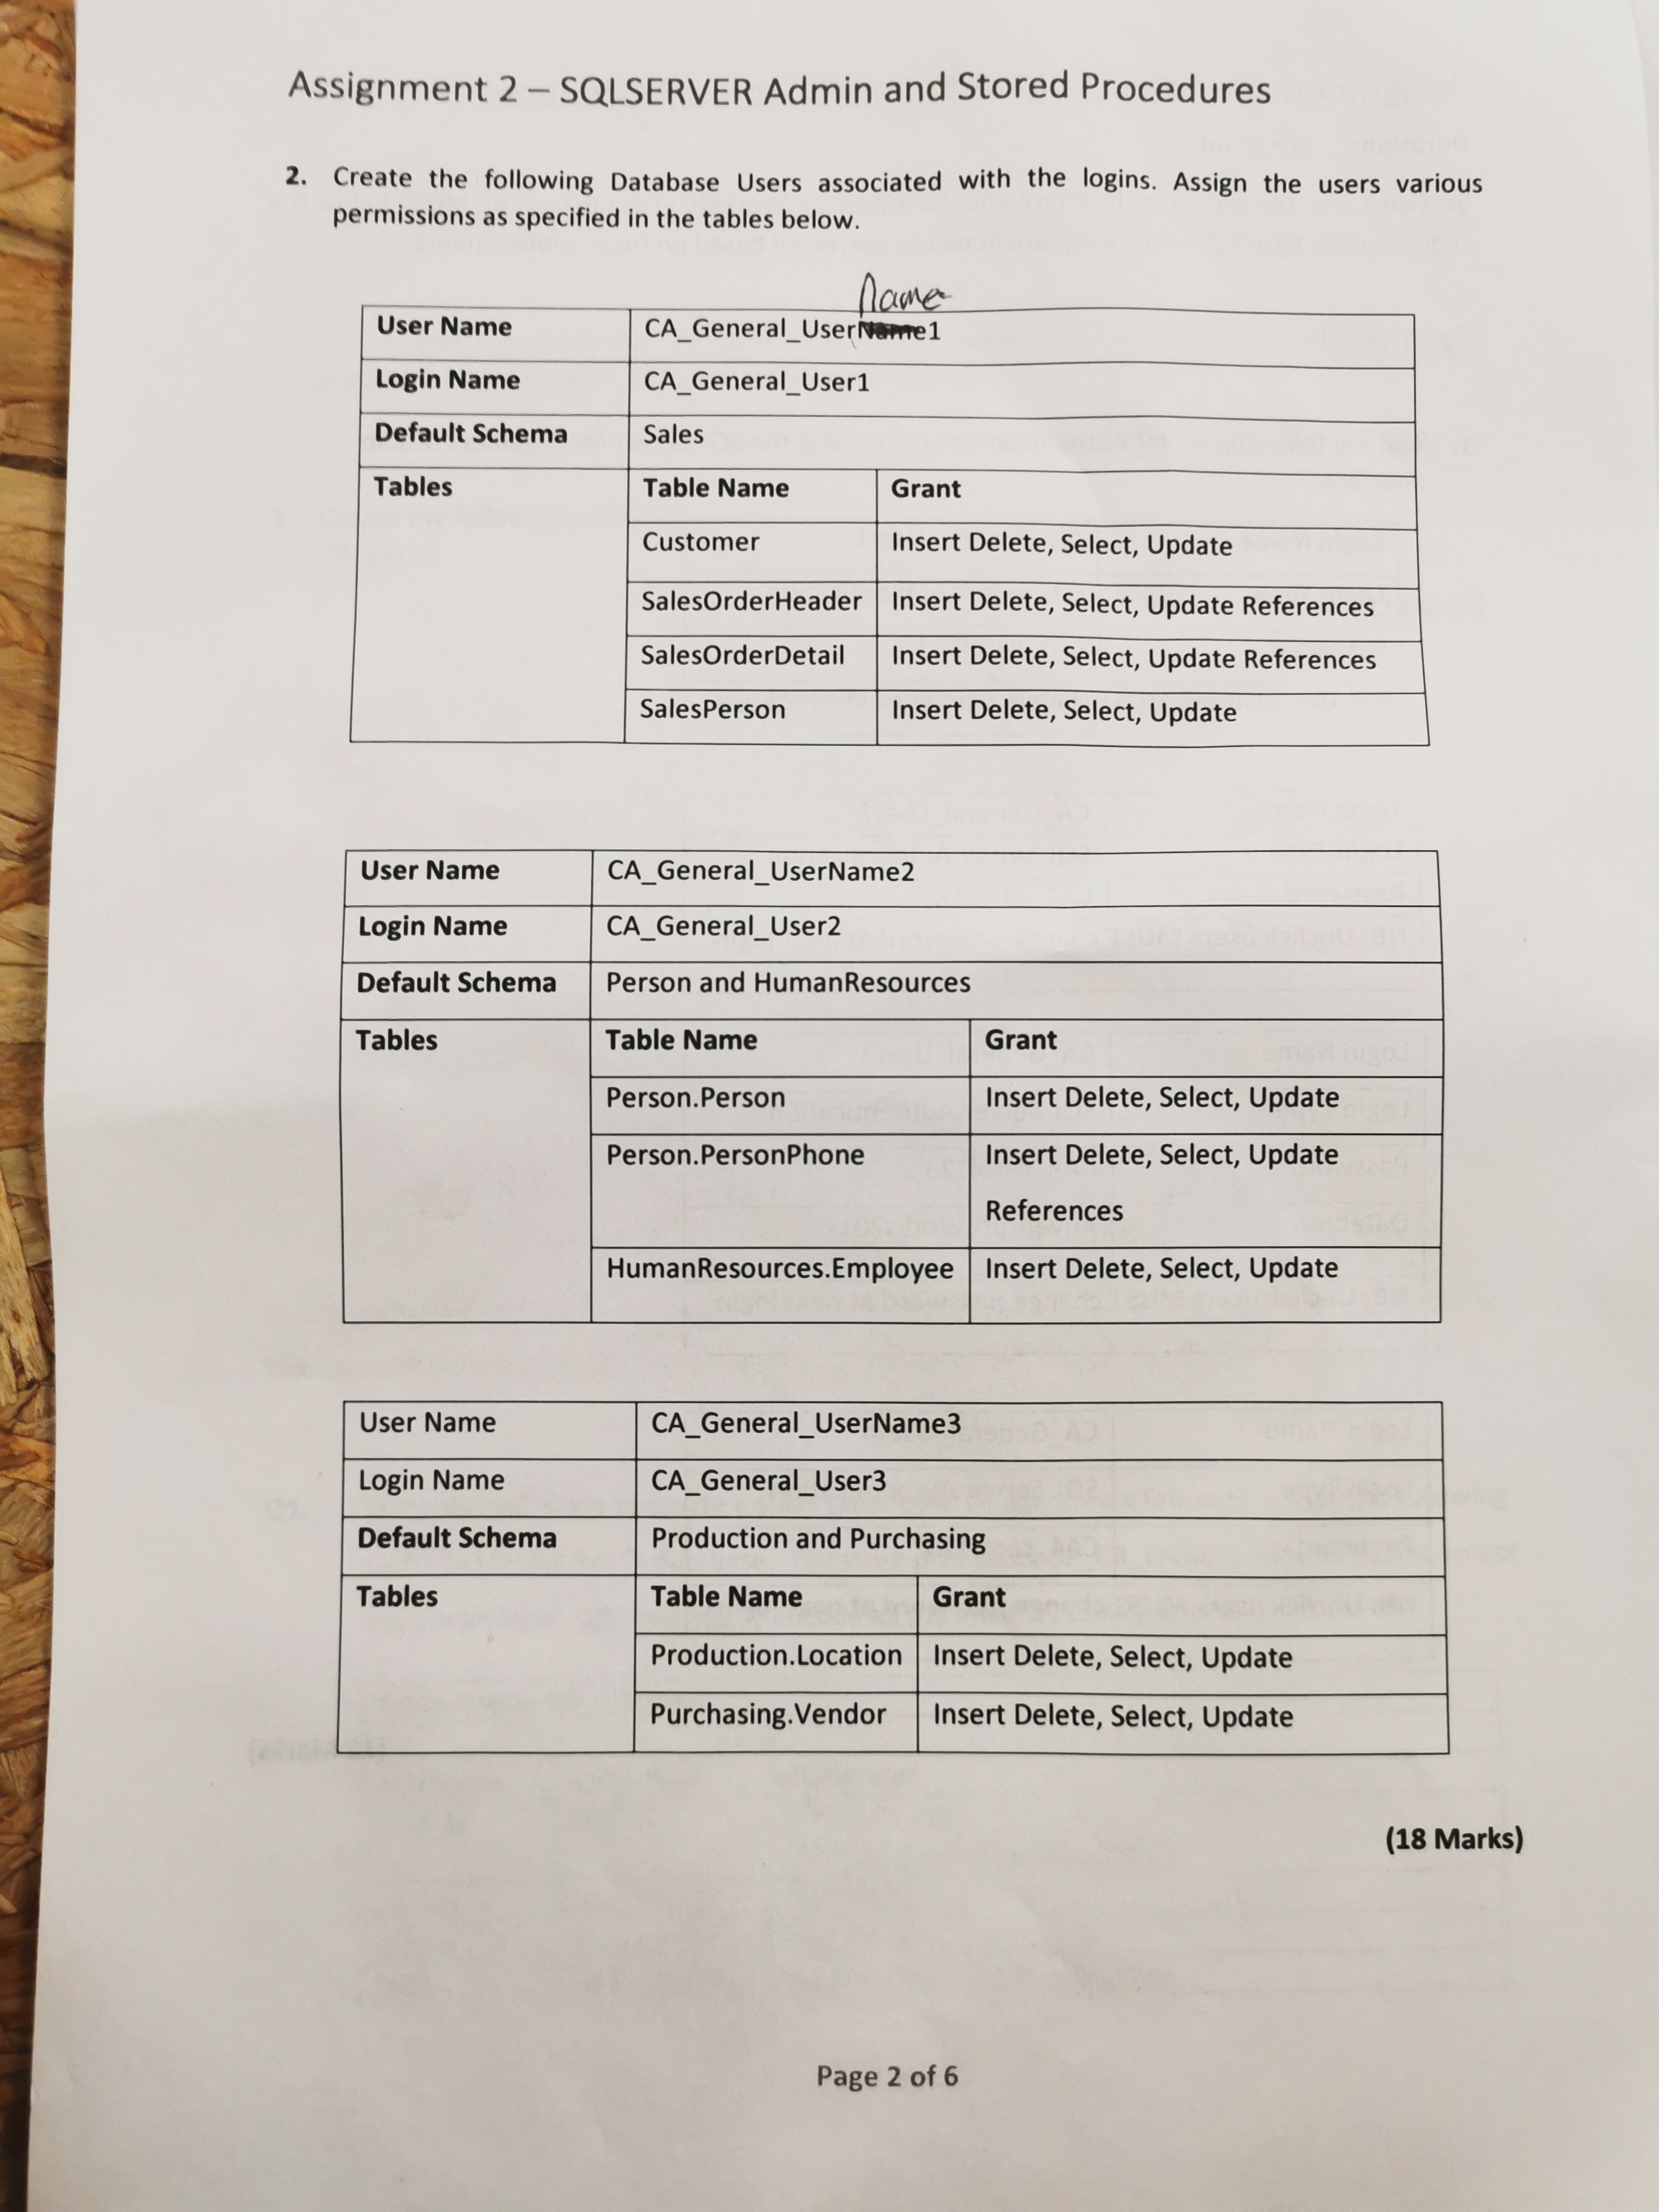 Assignment 2 – SQLSERVER Admin and Stored Procedures
2. Create the following Database Users associated with the logins. Assign the users various
permissions as specified in the tables below.
Name
User Name CA_General_UserName1
Login Name CA_General_User1
Default Schema Sales
Tables Table Name Grant
Customer Insert Delete, Select, Update
SalesOrderHeader Insert Delete, Select, Update References
SalesOrderDetail Insert Delete, Select, Update References
SalesPerson Insert Delete, Select, Update
User Name CA_General_UserName2
Login Name CA_General_User2
Default Schema Person and HumanResources
Tables Table Name Grant
Person.Person Insert Delete, Select, Update
Person.PersonPhone Insert Delete, Select, Update
References
HumanResources.Employee Insert Delete, Select, Update
User Name CA_General_UserName3
Login Name CA_General_User3
Default Schema Production and Purchasing
Tables Table Name Grant
Production.Location Insert Delete, Select, Update
Purchasing.Vendor Insert Delete, Select, Update
(18 Marks)
Page 2 of 6